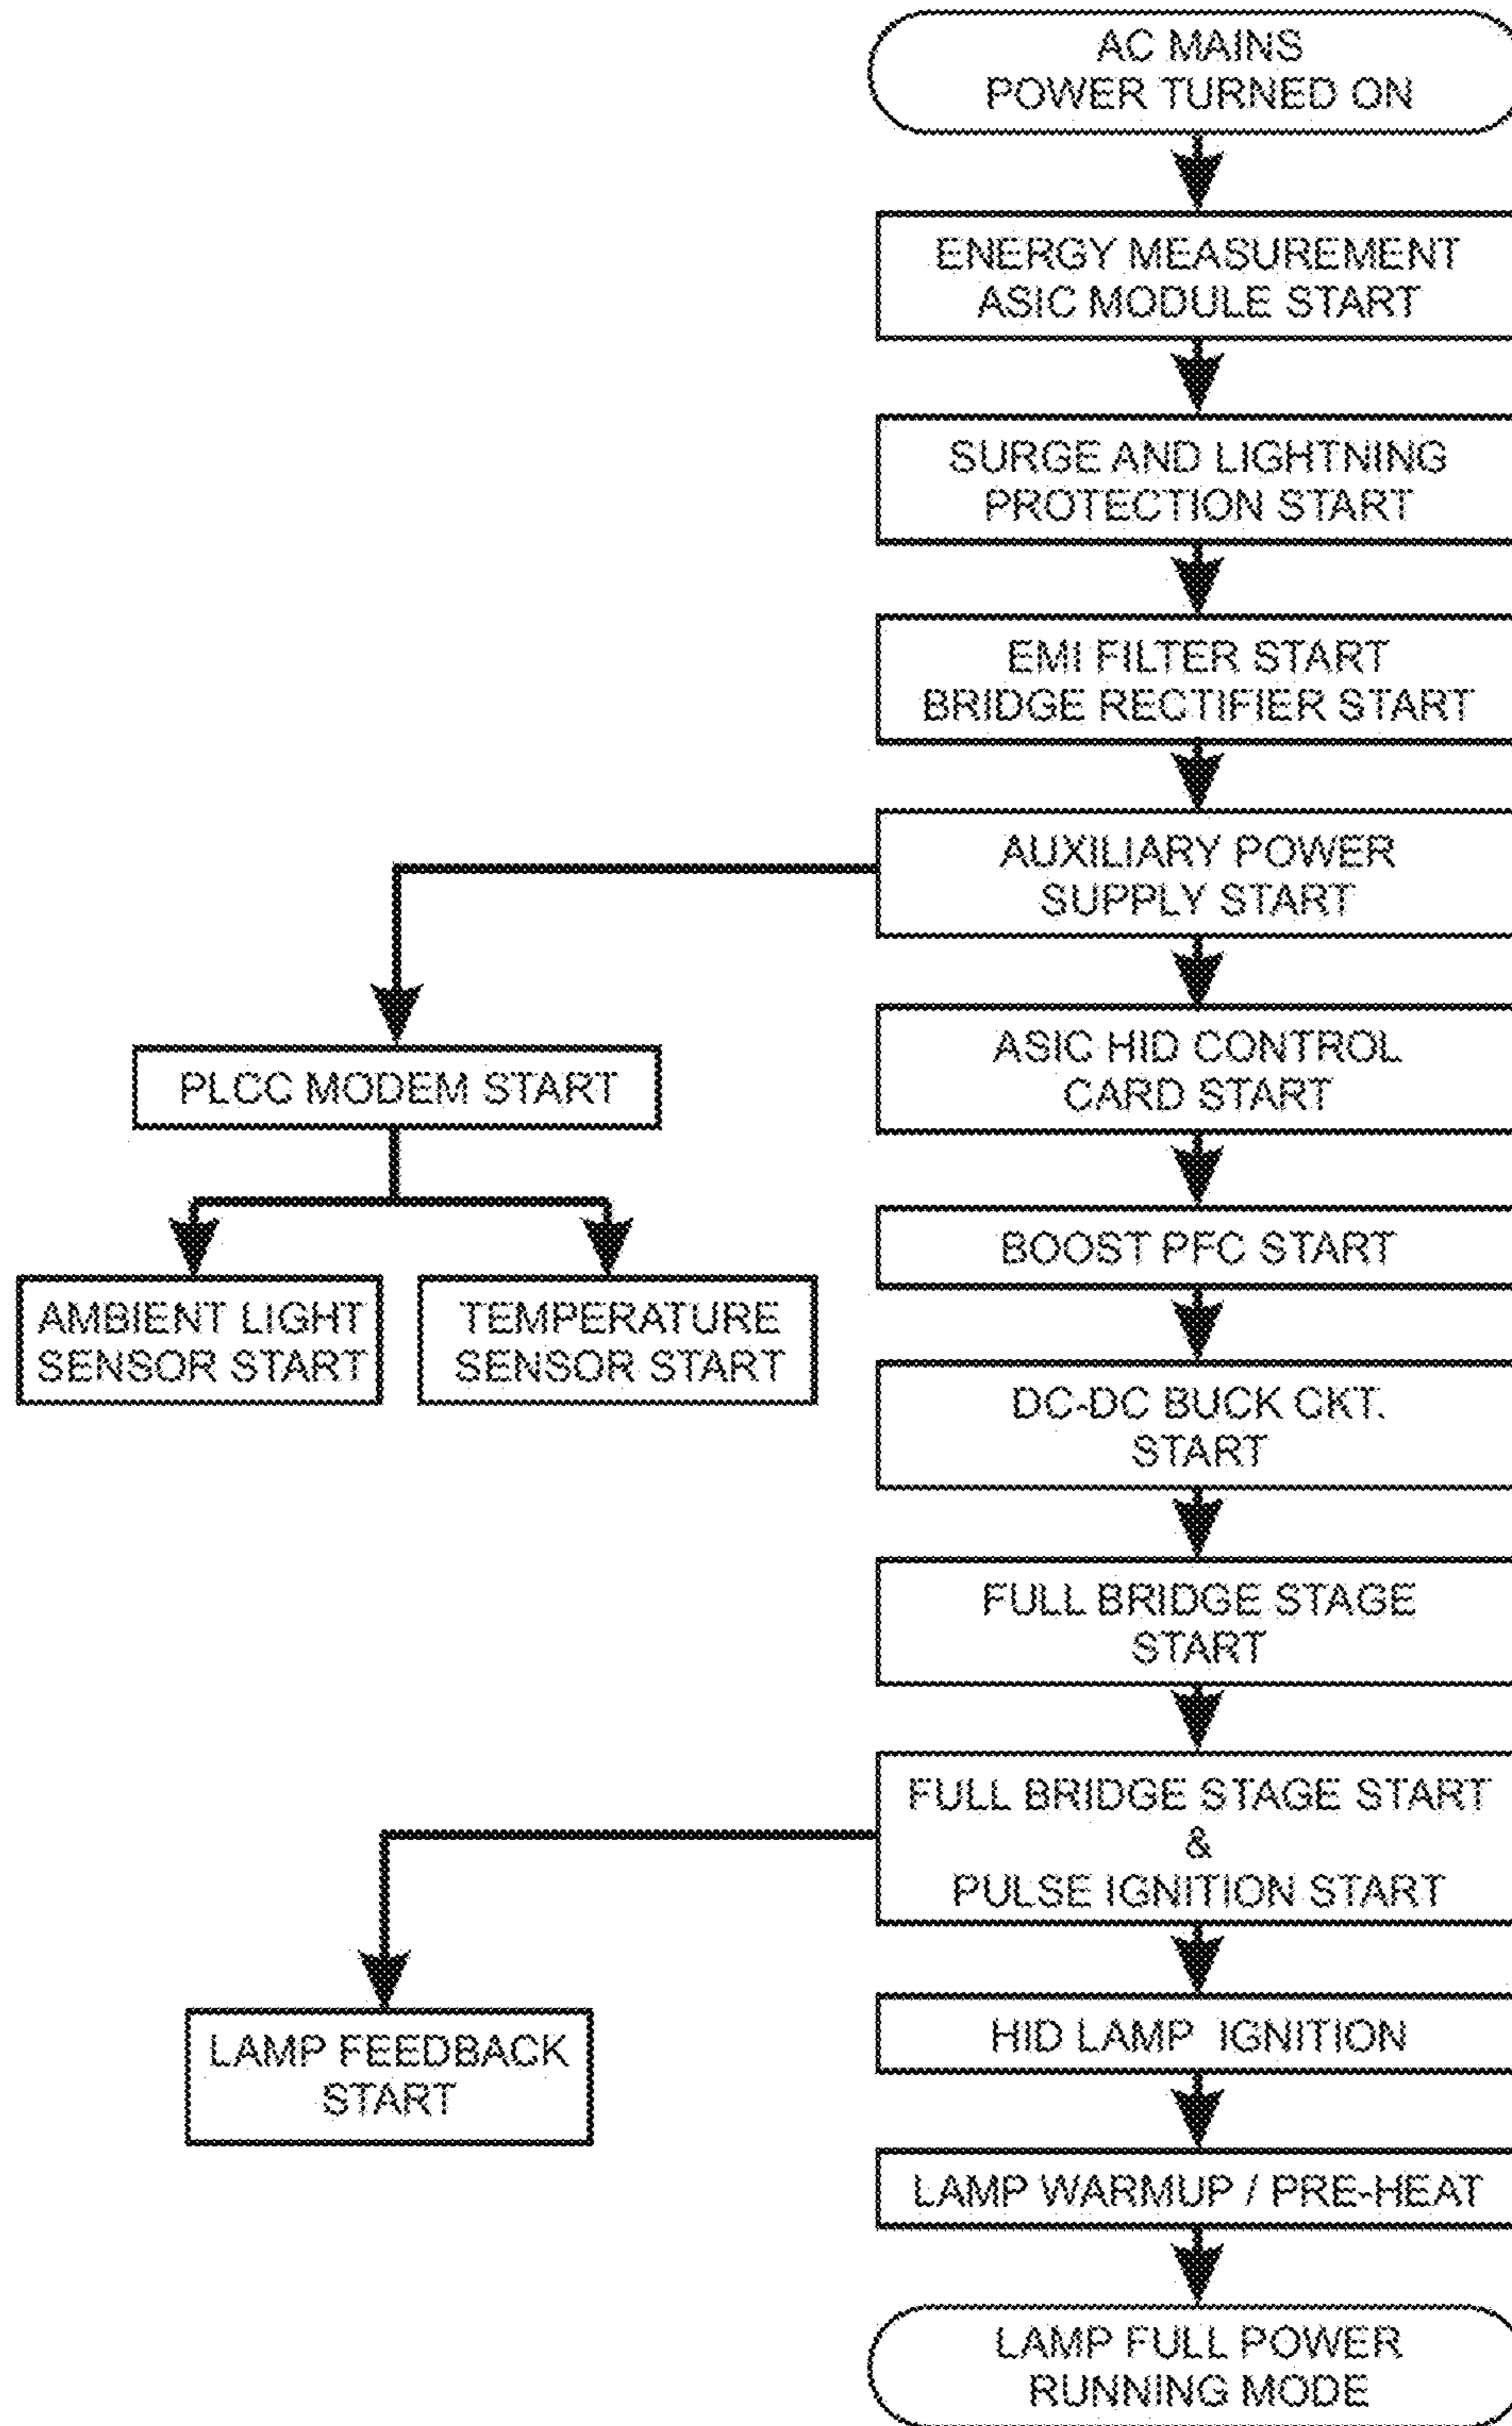 AC MAINS
POWER TURNED ON
ENERGY MEASUREMENT
ASIC MODULE START
SURGE AND LIGHTNING
PROTECTION START
EMI FILTER START
BRIDGE RECTIFIER START
AUXILIARY POWER
SUPPLY START
PLCC MODEM START
AMBIENT LIGHT
SENSOR START
TEMPERATURE
SENSOR START
ASIC HID CONTROL
CARD START
BOOST PFC START
DC-DC BUCK CKT.
START
FULL BRIDGE STAGE
START
FULL BRIDGE STAGE START
&
PULSE IGNITION START
LAMP FEEDBACK
START
HID LAMP IGNITION
LAMP WARMUP / PRE-HEAT
LAMP FULL POWER
RUNNING MODE